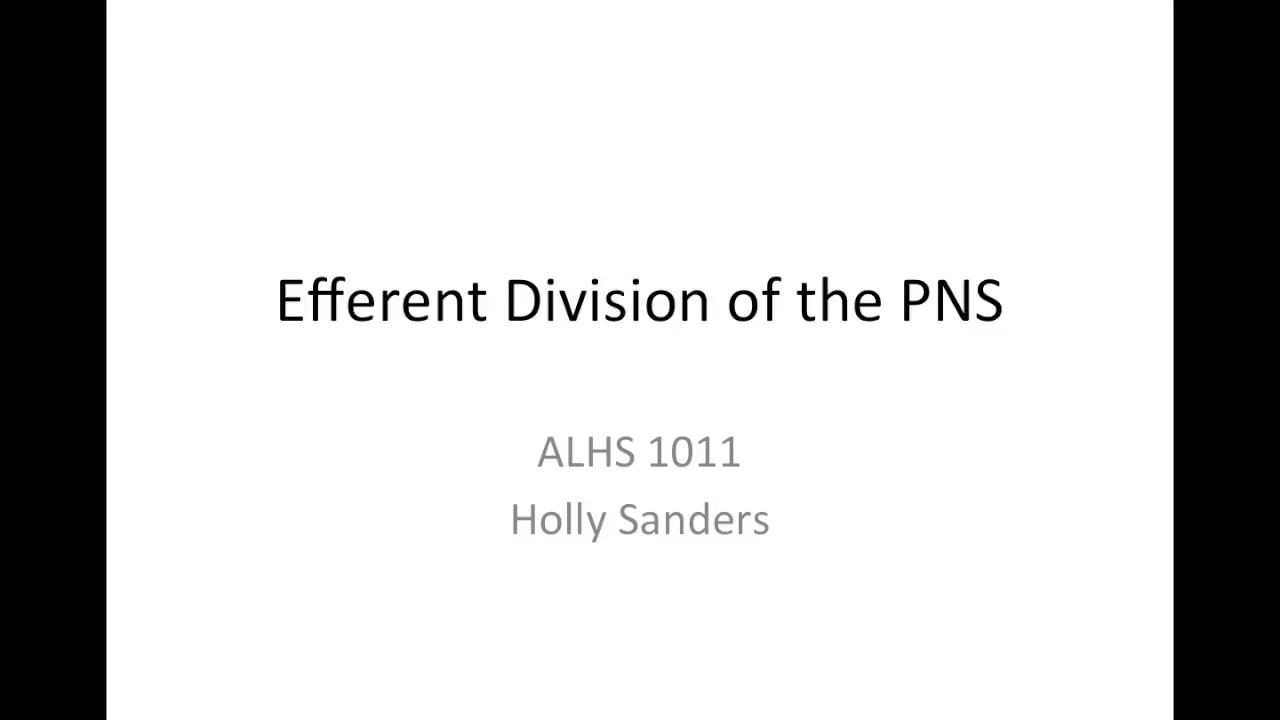 Efferent Division of the PNS
ALHS 1011
Holly Sanders